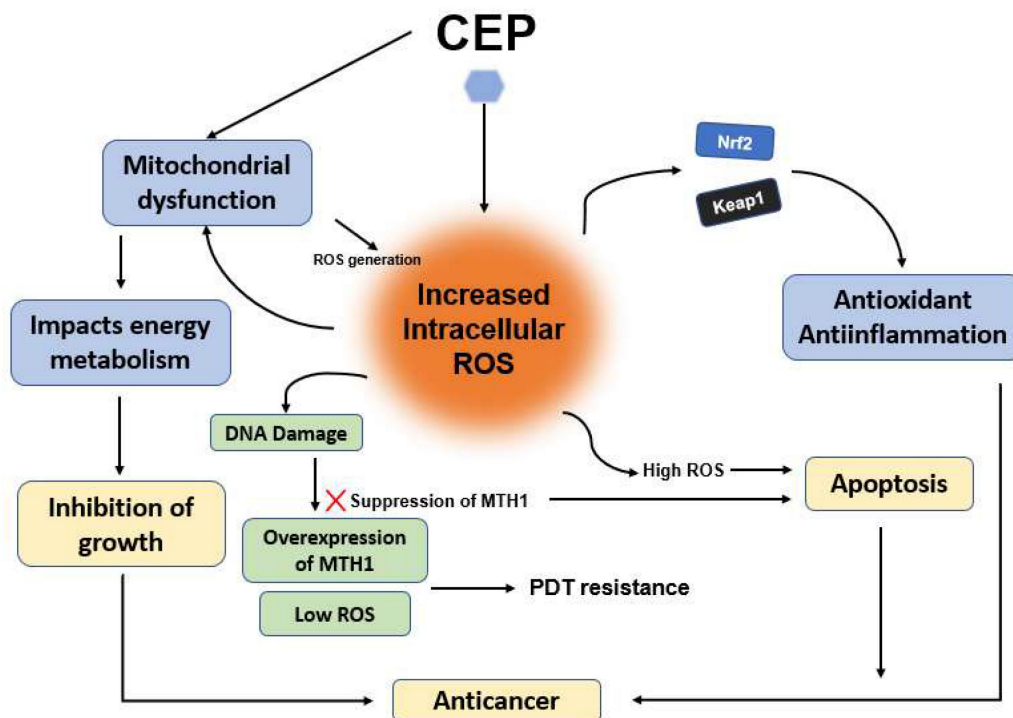 CEP
Nrf2
Keap1
Mitochondrial
dysfunction
ROS generation
Increased
Intracellular
ROS
Antioxidant
Antiinflammation
Impacts energy
metabolism
DNA Damage
High ROS
Apoptosis
Suppression of MTH1
Inhibition of
growth
Overexpression
of MTH1
PDT resistance
Low ROS
Anticancer